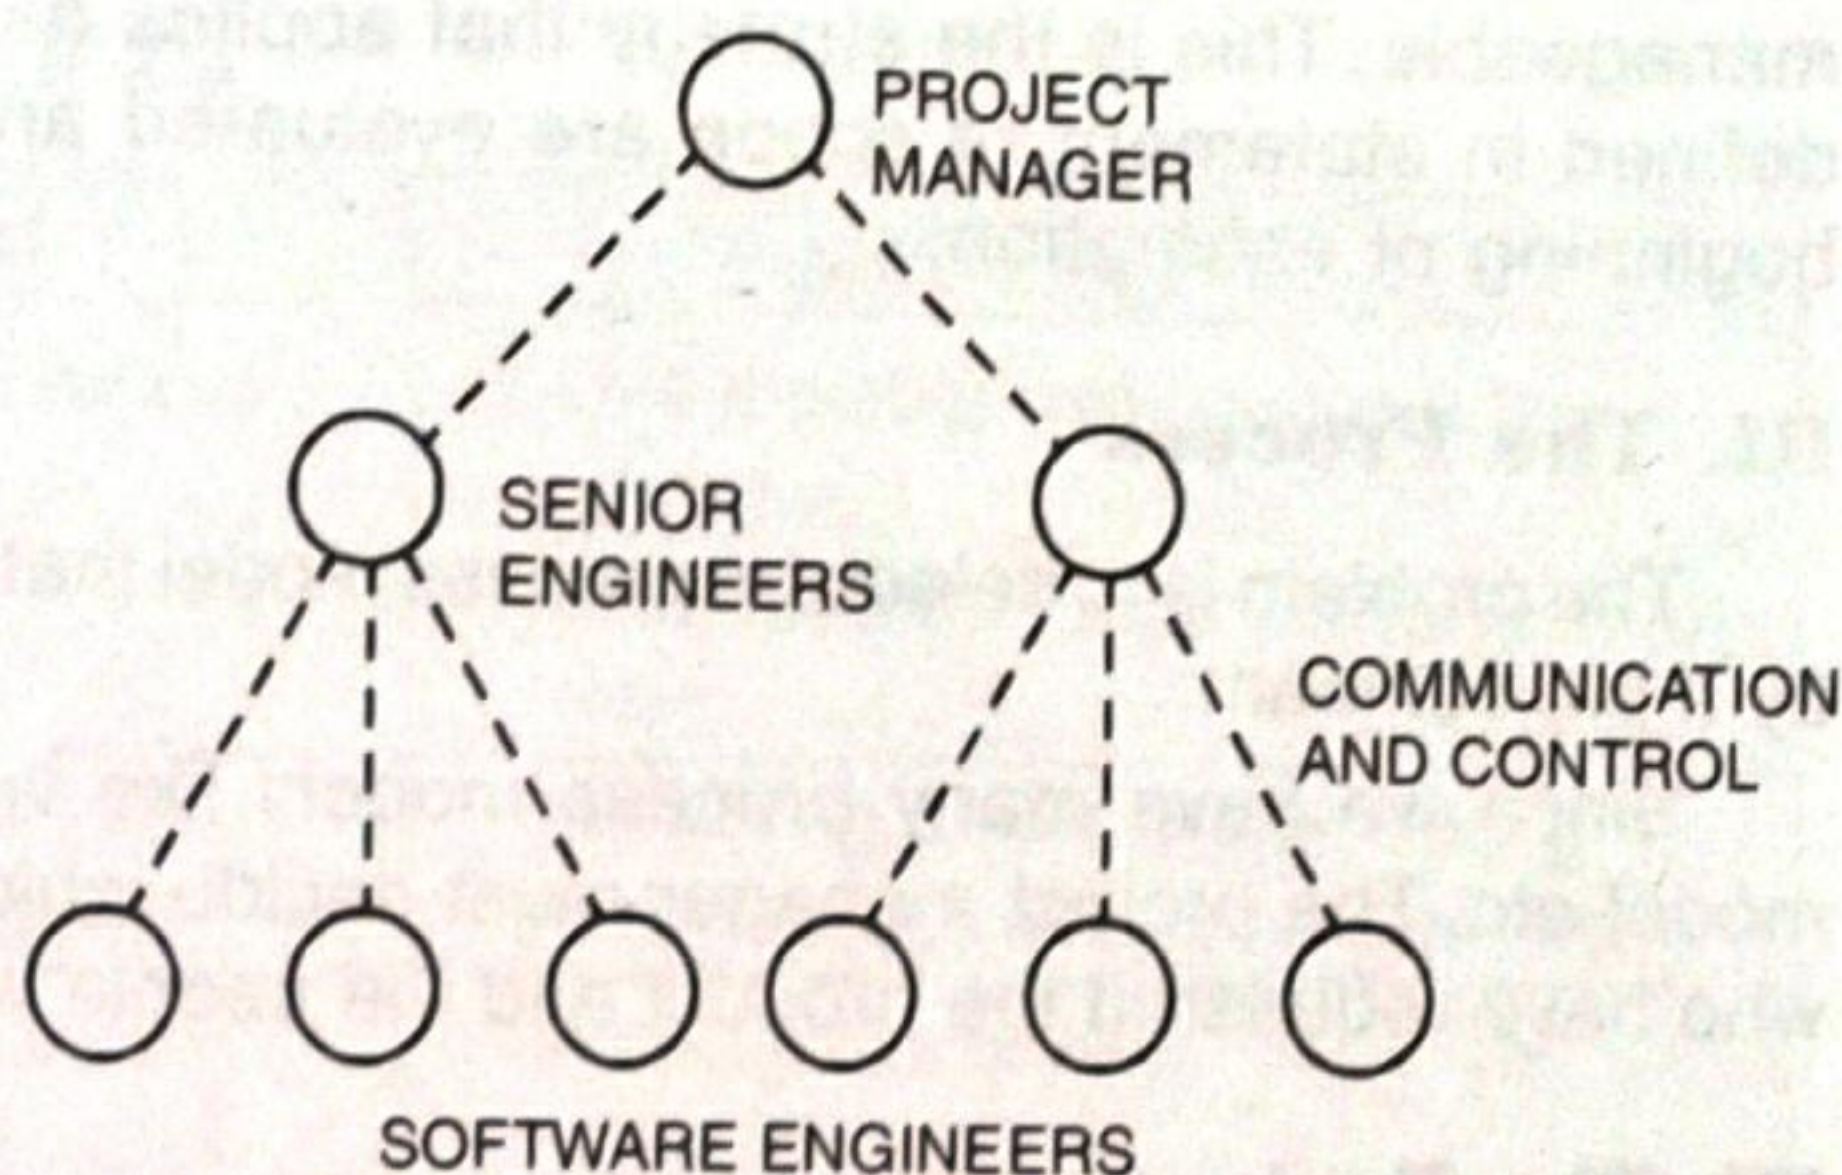 PROJECT
MANAGER
SENIOR
ENGINEERS
COMMUNICATION
AND CONTROL
SOFTWARE ENGINEERS